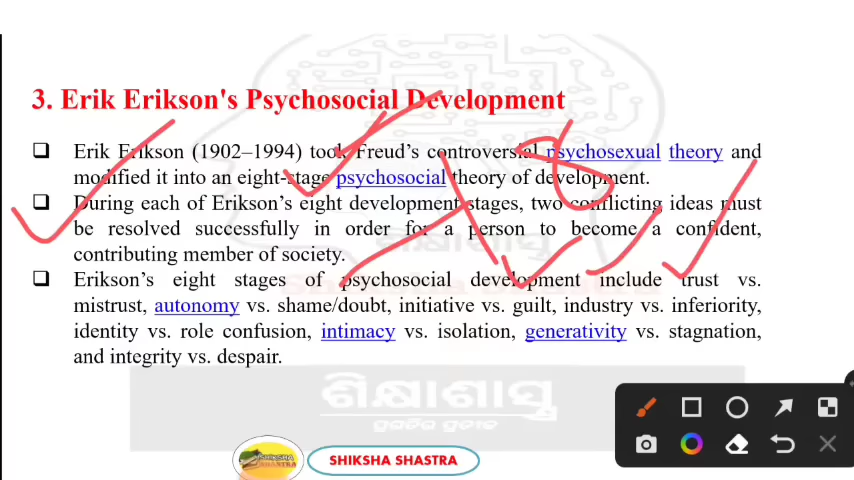 3. Erik Erikson's Psychosocial Development
Erik Erikson (1902–1994) took Freud's controversial psychosexual theory and
modified it into an eight-stage psychosocial theory of development.
During each of Erikson's eight development stages, two conflicting ideas must
be resolved successfully in order for a person to become a confident,
contributing member of society.
Erikson's eight stages of psychosocial development include trust vs.
mistrust, autonomy vs. shame/doubt, initiative vs. guilt, industry vs. inferiority,
identity vs. role confusion, intimacy vs. isolation, generativity vs. stagnation,
and integrity vs. despair.
ଶିକ୍ଷାଶାସ୍ତ୍ର
SHIKSHA
SHASTRA
SHIKSHA SHASTRA